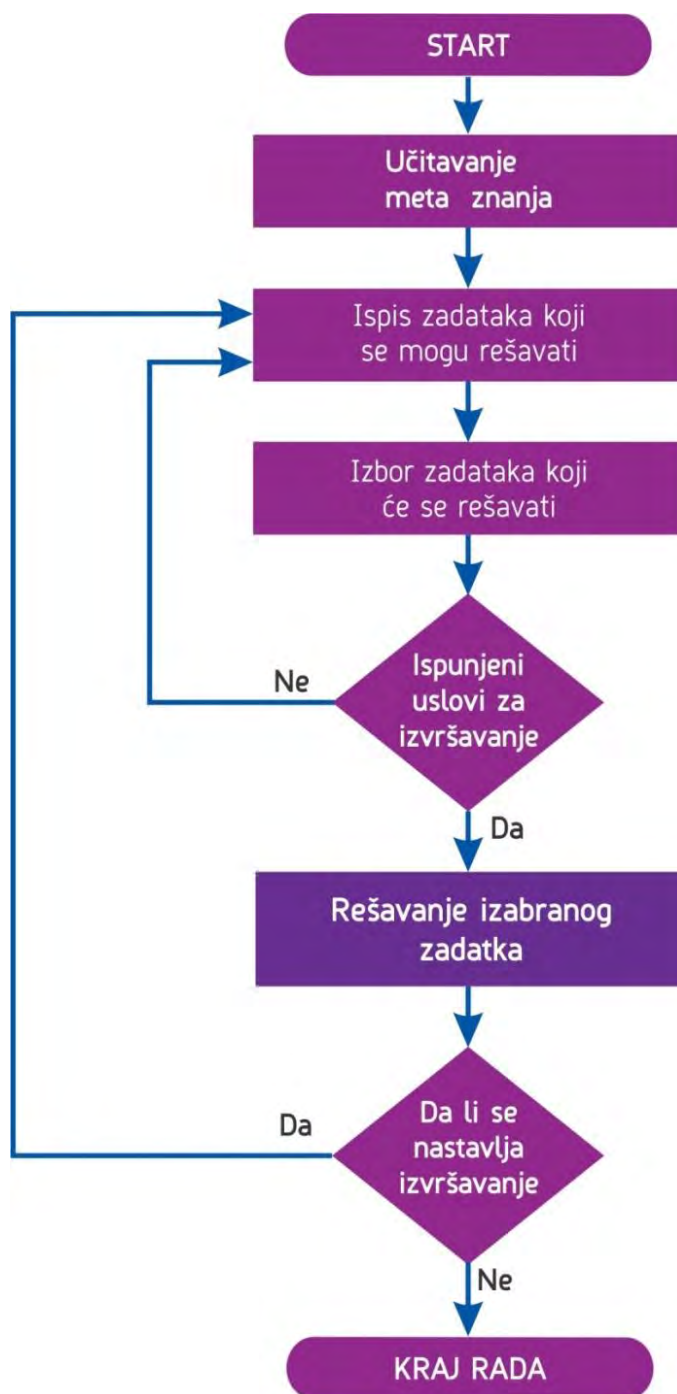 START
Učitavanje
meta znanja
Ispis zadataka koji
se mogu rešavati
Izbor zadataka koji
će se rešavati
Ispunjeni
uslovi za
izvršavanje
Ne
Da
Rešavanje izabranog
zadatka
Da li se
nastavlja
izvršavanje
Da
Ne
KRAJ RADA